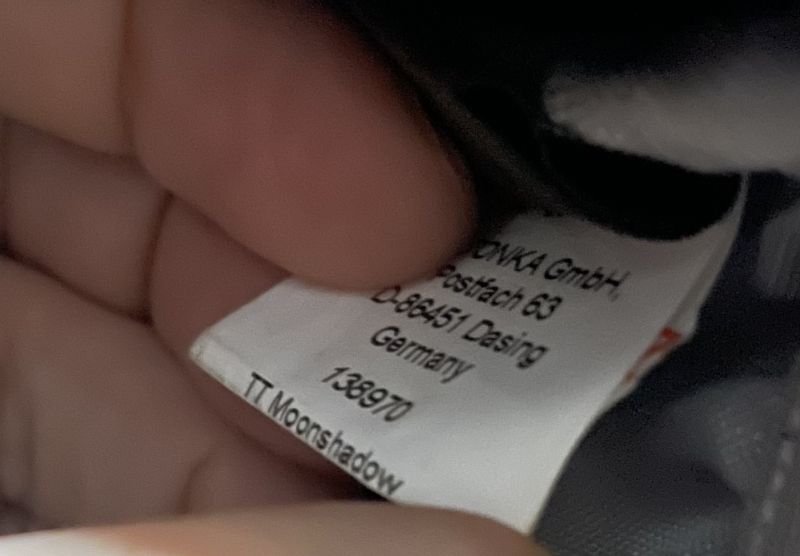 GmbH,
Postfach 63
D-86451 Dasing
Germany
138970
TT Moonshadow